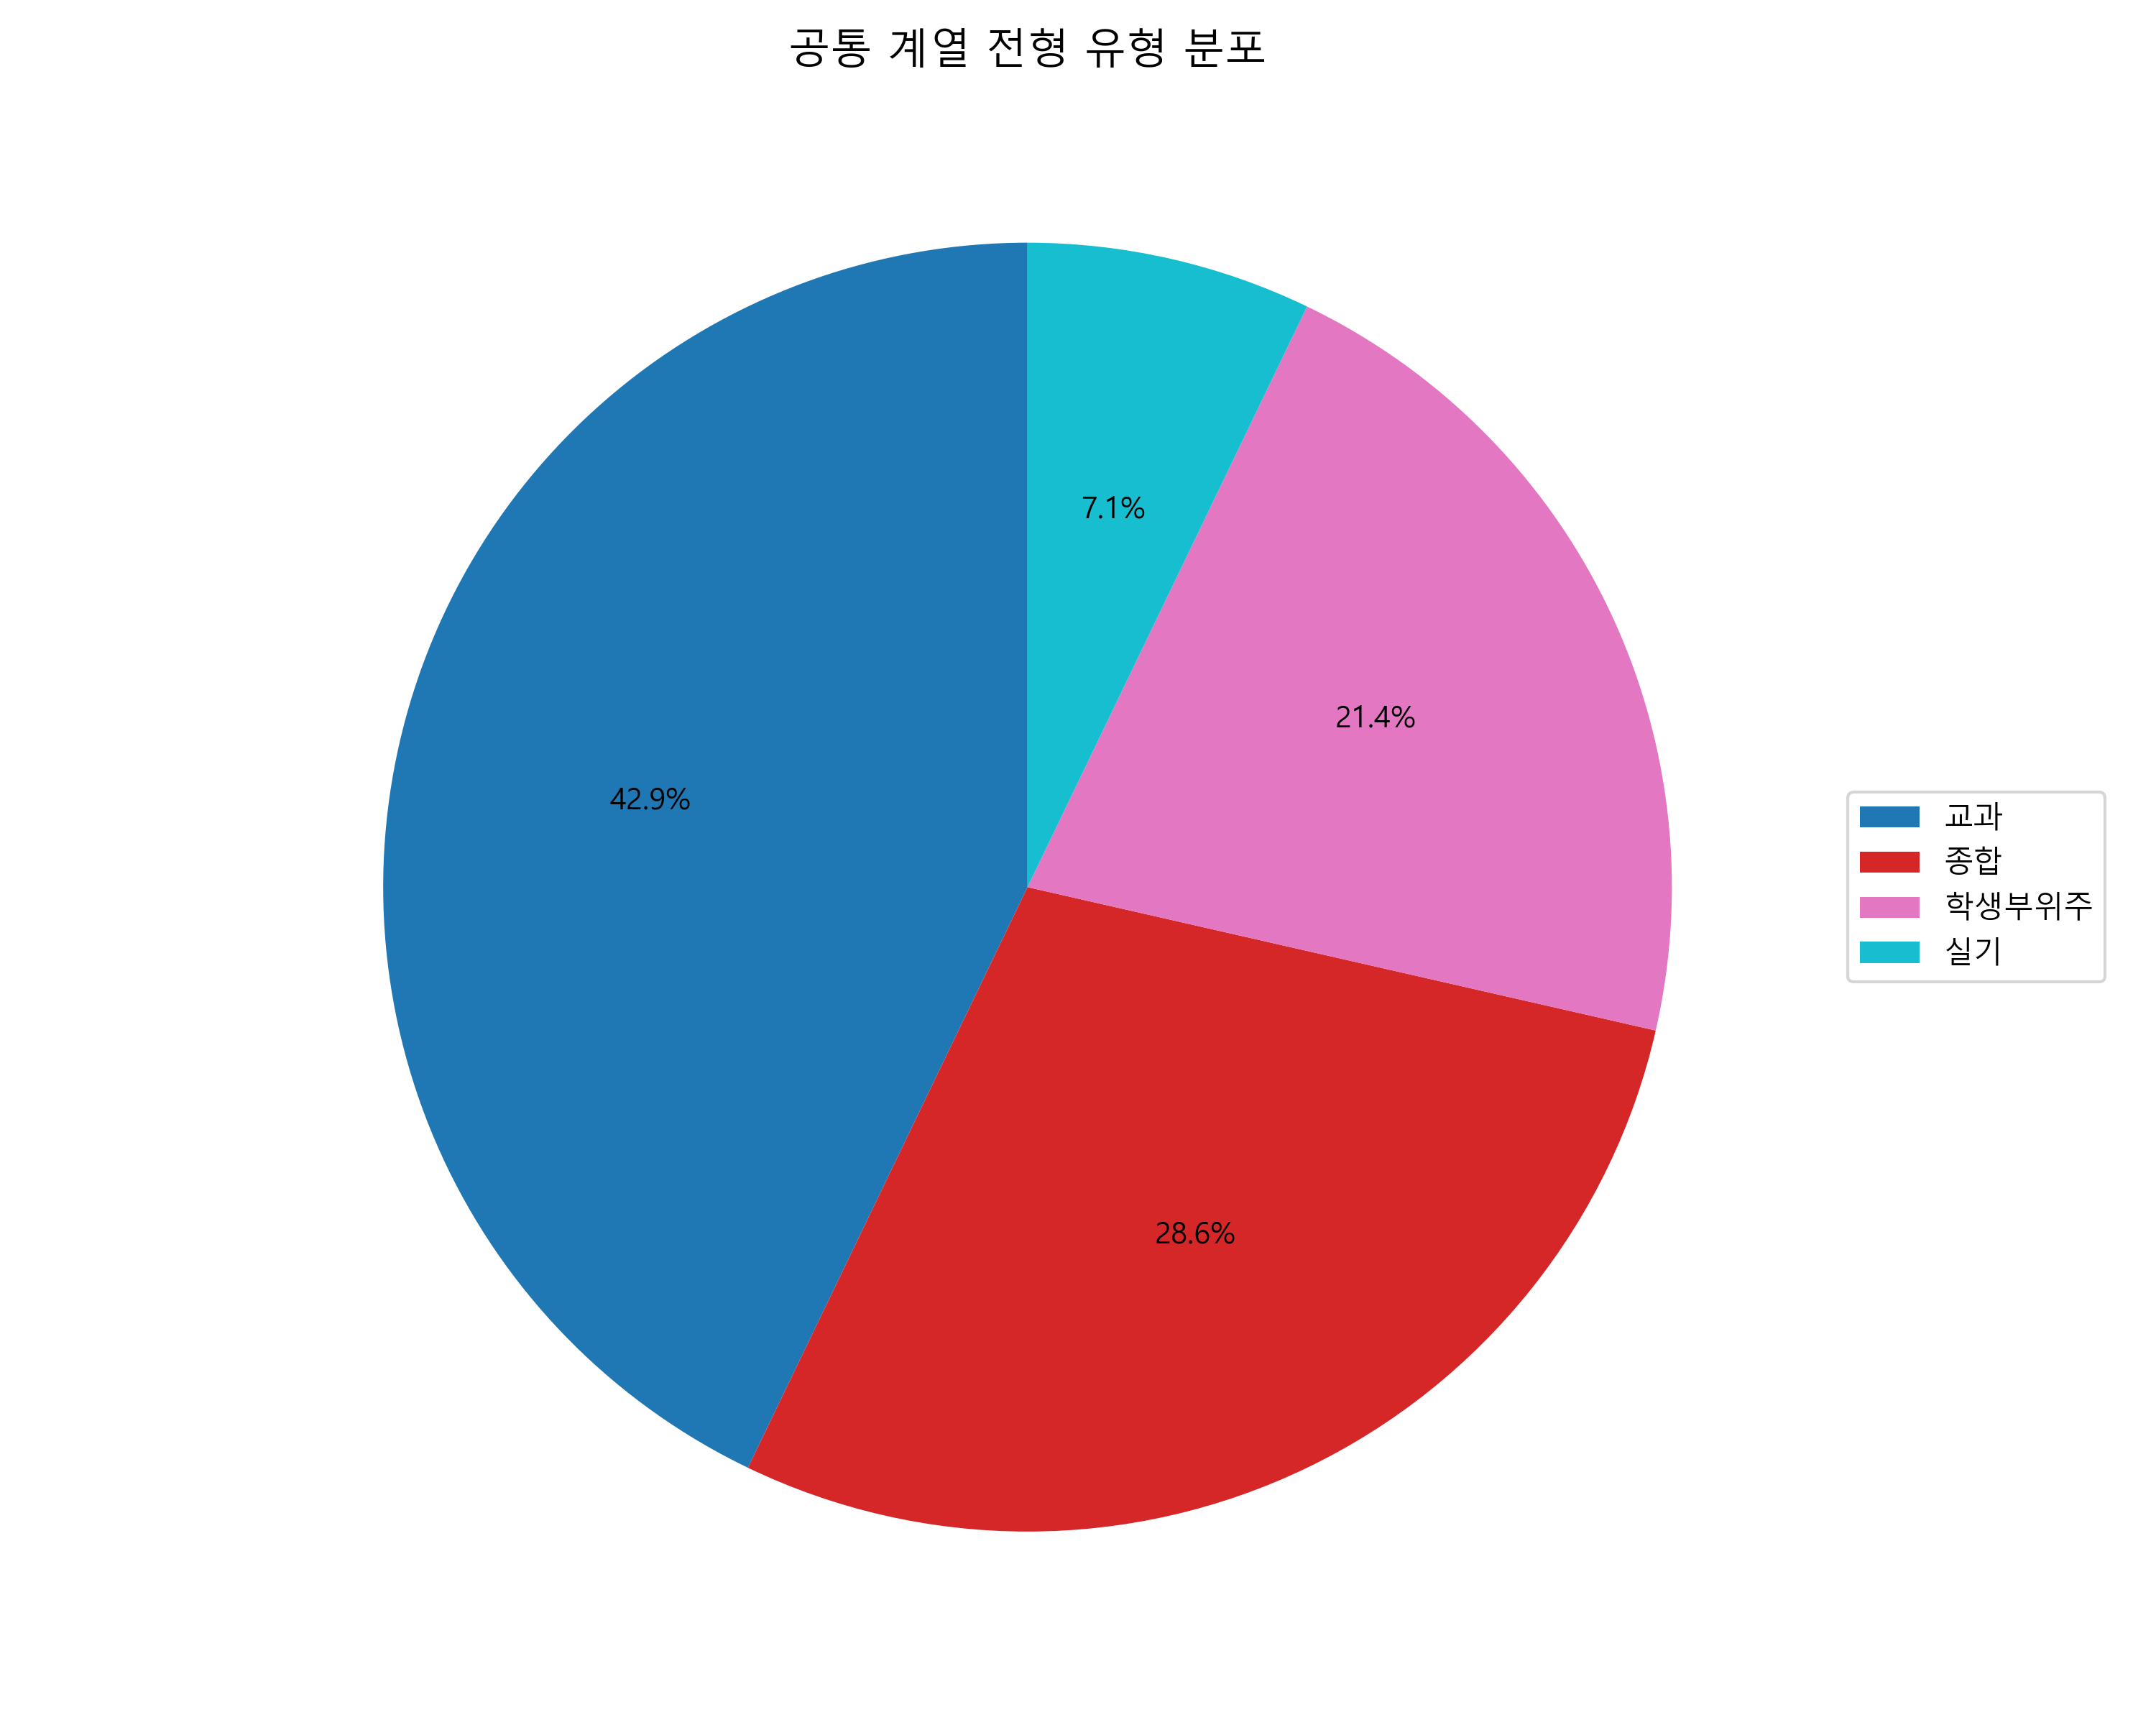 공통 계열 전형 유형 분포
7.1%
21.4%
42.9%
28.6%
교과
종합
학생부위주
실기